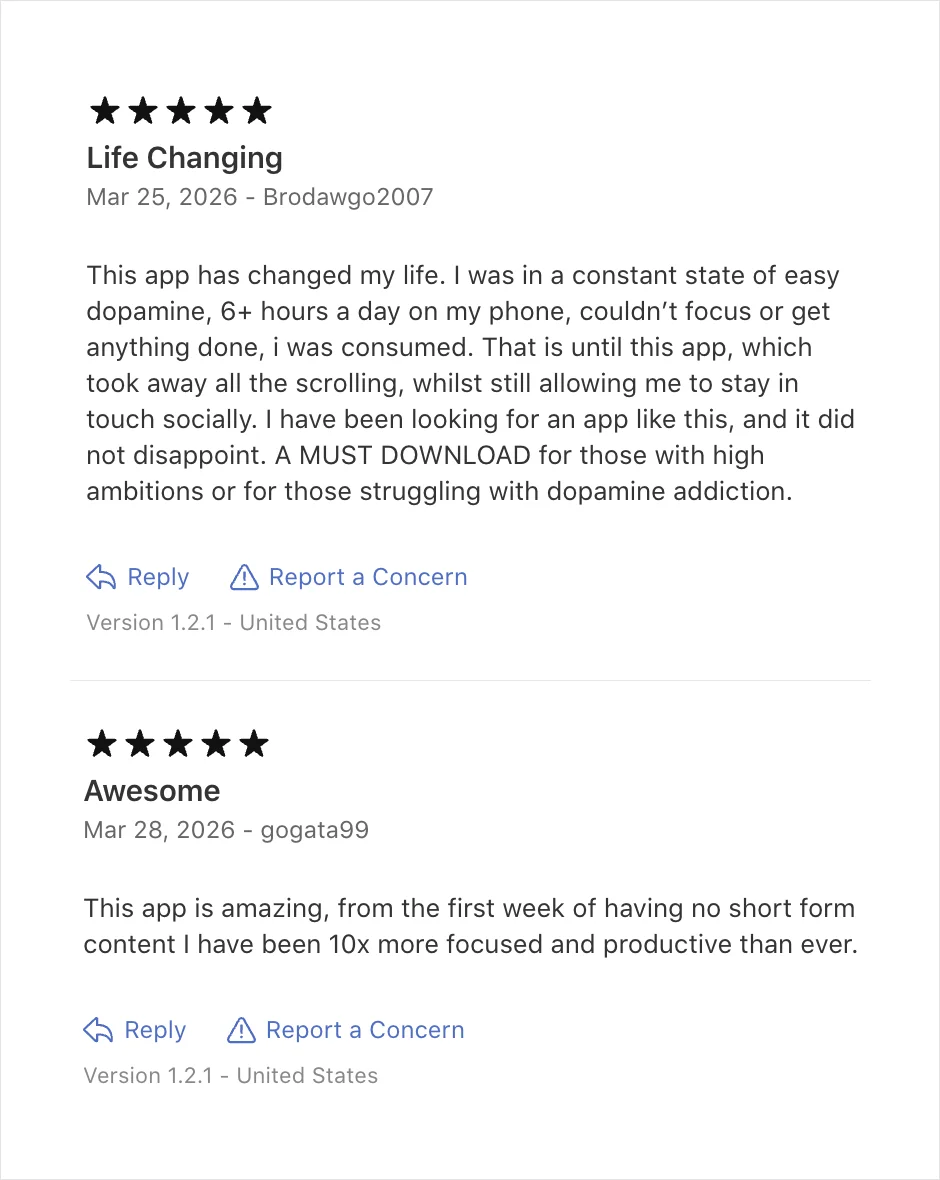 Life Changing
Mar 25, 2026 - Brodawgo2007
This app has changed my life. I was in a constant state of easy
dopamine, 6+ hours a day on my phone, couldn’t focus or get
anything done, i was consumed. That is until this app, which
took away all the scrolling, whilst still allowing me to stay in
touch socially. I have been looking for an app like this, and it did
not disappoint. A MUST DOWNLOAD for those with high
ambitions or for those struggling with dopamine addiction.
Reply Report a Concern
Version 1.2.1 - United States
Awesome
Mar 28, 2026 - gogata99
This app is amazing, from the first week of having no short form
content I have been 10x more focused and productive than ever.
Reply Report a Concern
Version 1.2.1 - United States